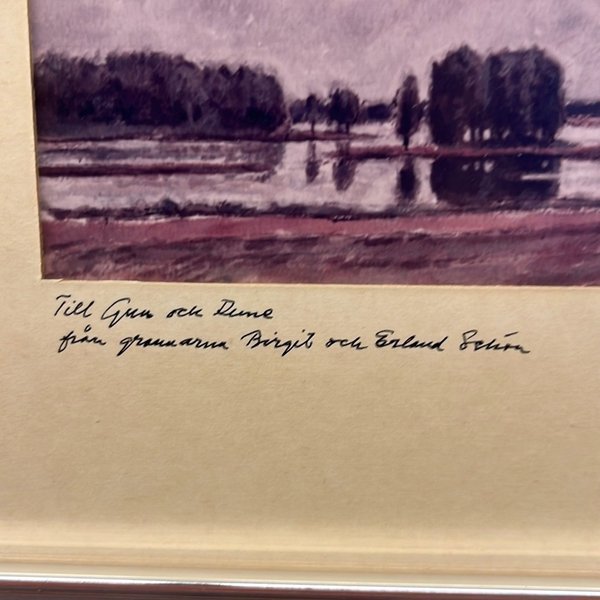 Till Gun och Rune
från grannarna Birgit och Erland Schön